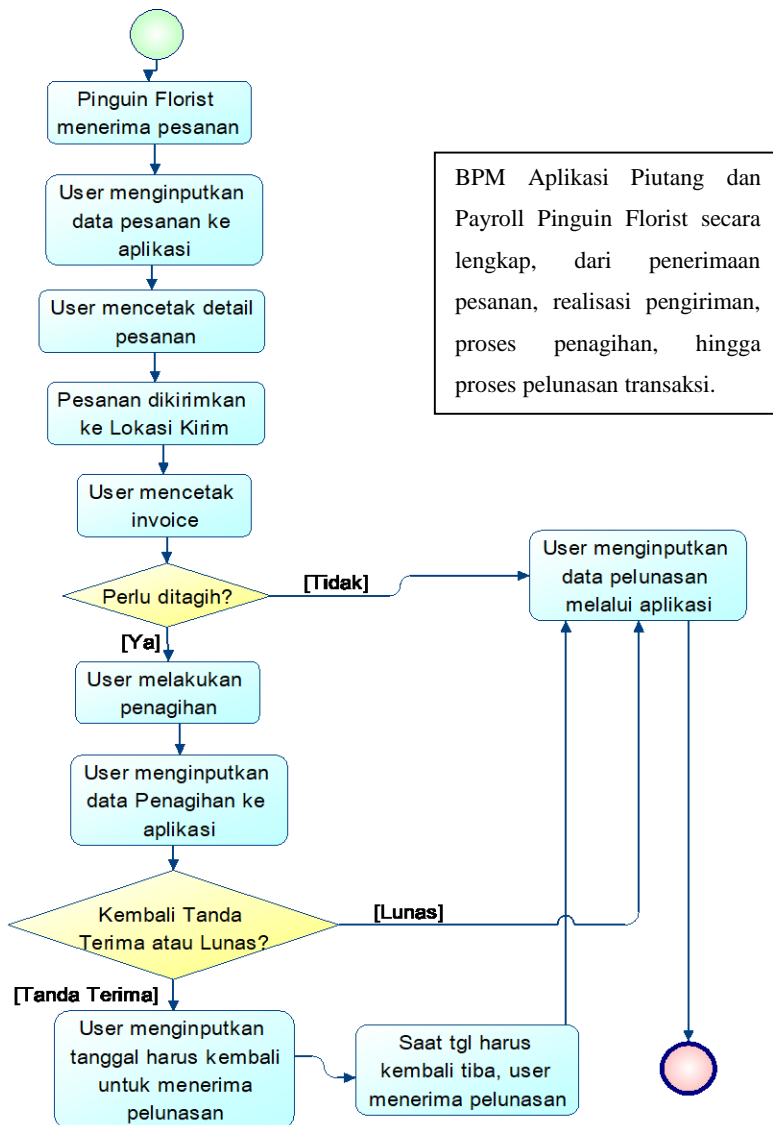 Pinguin Florist
menerima pesanan
User menginputkan
data pesanan ke
aplikasi
User mencetak detail
pesanan
Pesanan dikirimkan
ke Lokasi Kirim
User mencetak
invoice
Perlu ditagih?
[Tidak]
[Ya]
User melakukan
penagihan
User menginputkan
data Penagihan ke
aplikasi
Kembali Tanda
Terima atau Lunas?
[Lunas]
[Tanda Terima]
User menginputkan
tanggal harus kembali
untuk menerima
pelunasan
Saat tgl harus
kembali tiba, user
menerima pelunasan
User menginputkan
data pelunasan
melalui aplikasi
BPM Aplikasi Piutang dan
Payroll Pinguin Florist secara
lengkap, dari penerimaan
pesanan, realisasi pengiriman,
proses penagihan, hingga
proses pelunasan transaksi.